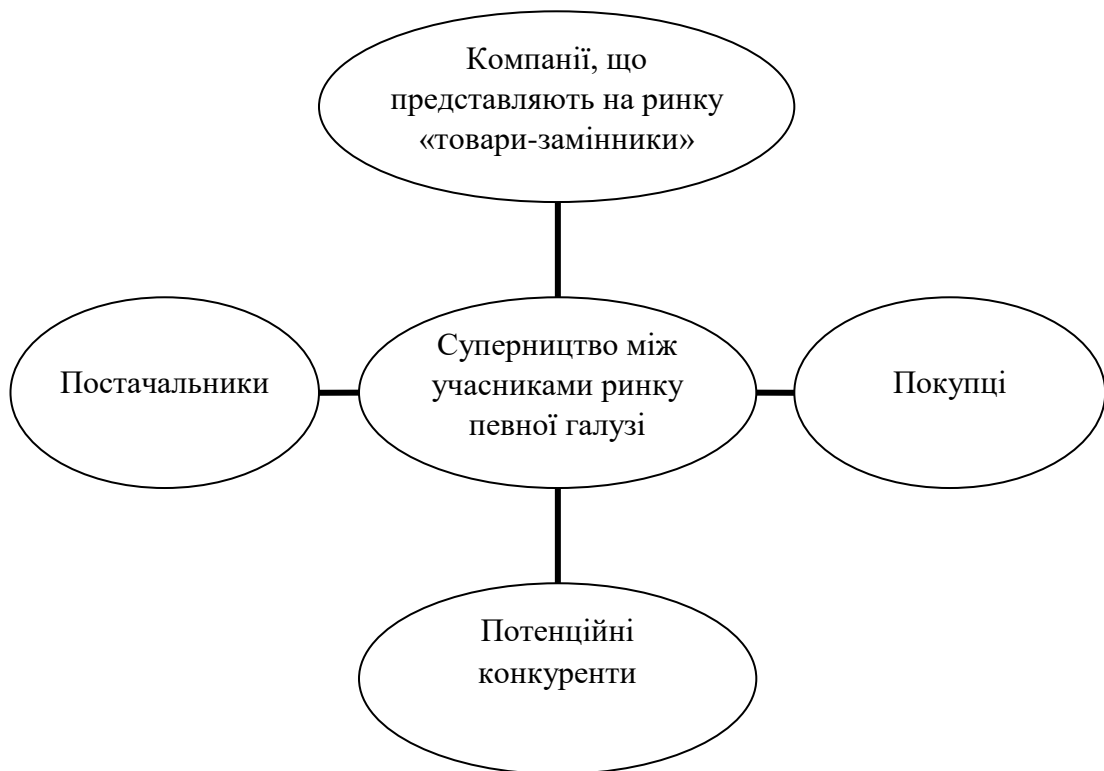 Компанії, що
представляють на ринку
«товари-замінники»
Постачальники
Суперництво між
учасниками ринку
певної галузі
Покупці
Потенційні
конкуренти